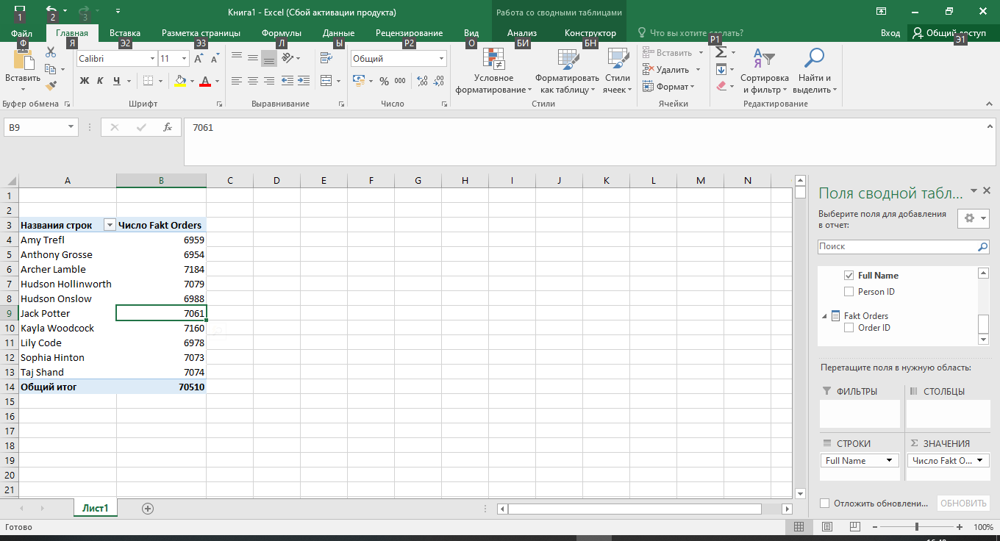 Книга1 - Excel (Сбой активации продукта)
Работа со сводными таблицами
1 2 3
Файл Главная Вставка Разметка страницы Формулы Данные Рецензирование Вид Анализ Конструктор Что вы хотите сделать? Вход Общий доступ
Ф Я Э2 ЭЗ Л Ы Р2 О БИ БН Р1 Э1
Вставить
Calibri 11
Ж К Ч
Общий
% 000
Условное форматирование
Форматировать как таблицу
Стили ячеек
Вставить
Удалить
Формат
Сортировка и фильтр
Найти и выделить
Буфер обмена Шрифт Выравнивание Число Стили Ячейки Редактирование
B9 fx 7061
A B C D E F G H I J K L M N
1
2
3 Названия строк Число Fakt Orders
4 Amy Trefl 6959
5 Anthony Grosse 6954
6 Archer Lamble 7184
7 Hudson Hollinworth 7079
8 Hudson Onslow 6988
9 Jack Potter 7061
10 Kayla Woodcock 7160
11 Lily Code 6978
12 Sophia Hinton 7073
13 Taj Shand 7074
14 Общий итог 70510
15
16
17
18
19
20
21
Поля сводной табл...
Выберите поля для добавления
в отчет:
Поиск
Full Name
Person ID
Fakt Orders
Order ID
Перетащите поля в нужную область:
ФИЛЬТРЫ СТОЛБЦЫ
СТРОКИ Σ ЗНАЧЕНИЯ
Full Name Число Fakt O...
Отложить обновлени... ОБНОВИТЬ
Лист1
Готово
100%